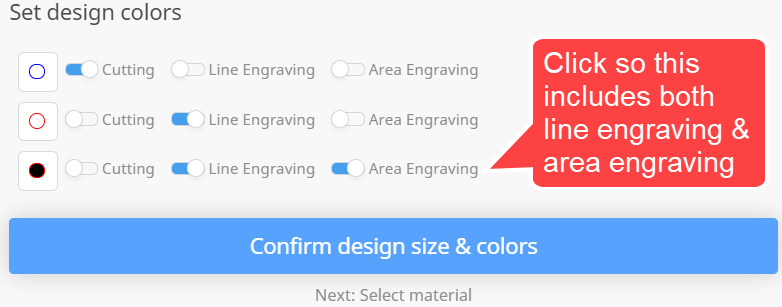 Set design colors
Cutting Line Engraving Area Engraving
Cutting Line Engraving Area Engraving
Cutting Line Engraving Area Engraving
Click so this
includes both
line engraving &
area engraving
Confirm design size & colors
Next: Select material